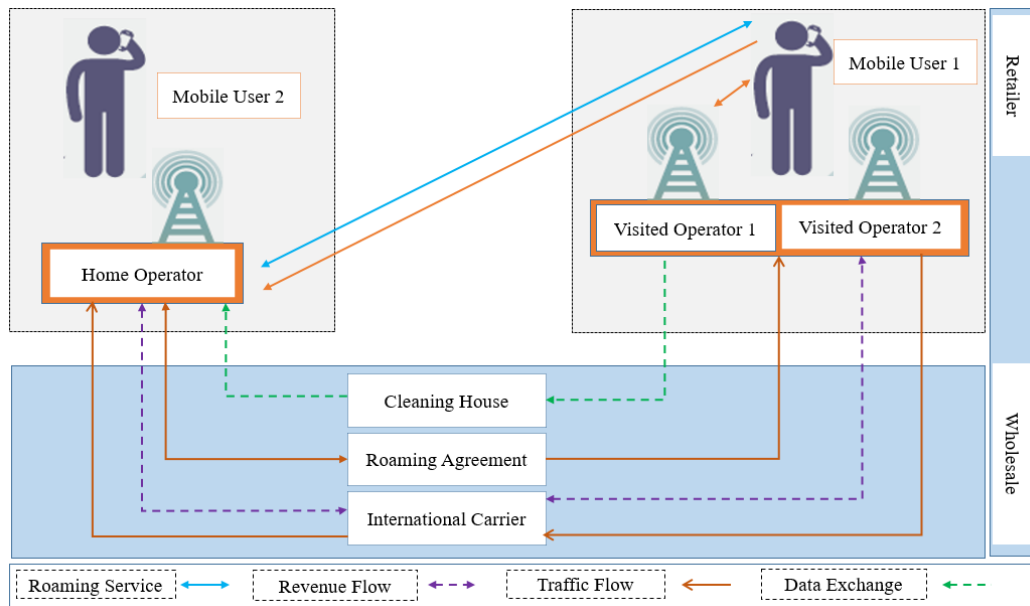 Mobile User 2
Mobile User 1
Retailer
Visited Operator 1
Visited Operator 2
Home Operator
Cleaning House
Roaming Agreement
International Carrier
Wholesale
Roaming Service
Revenue Flow
Traffic Flow
Data Exchange